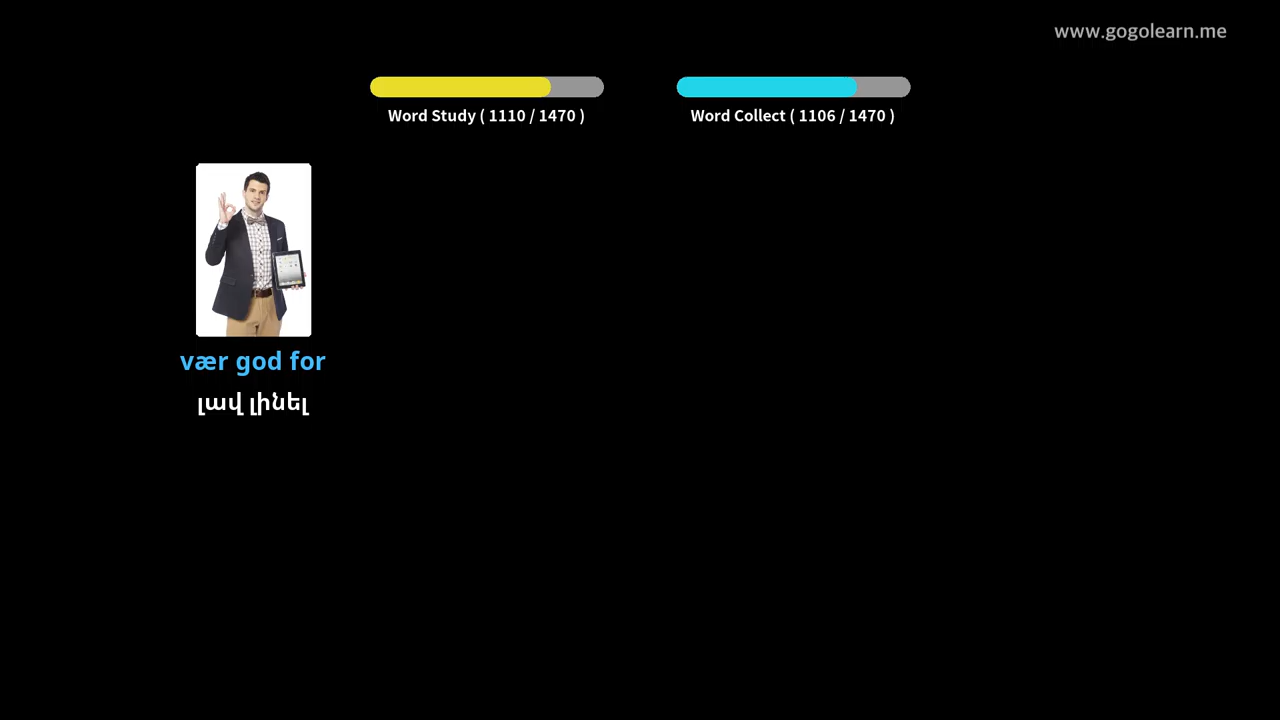 www.gogolearn.me
Word Study ( 1110 / 1470 )
Word Collect ( 1106 / 1470 )
vær god for
լավ լինել